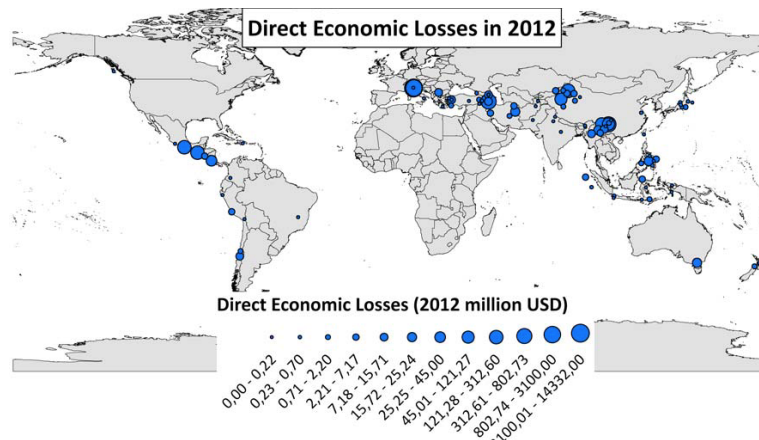 Direct Economic Losses in 2012
Direct Economic Losses (2012 million USD)
0,00 - 0,22
0,23 - 0,70
0,71 - 2,20
2,21 - 7,17
7,18 - 15,71
15,72 - 25,24
25,25 - 45,00
45,01 - 121,27
121,28 - 312,60
312,61 - 802,73
802,74 - 3100,00
3100,01 - 14332,00